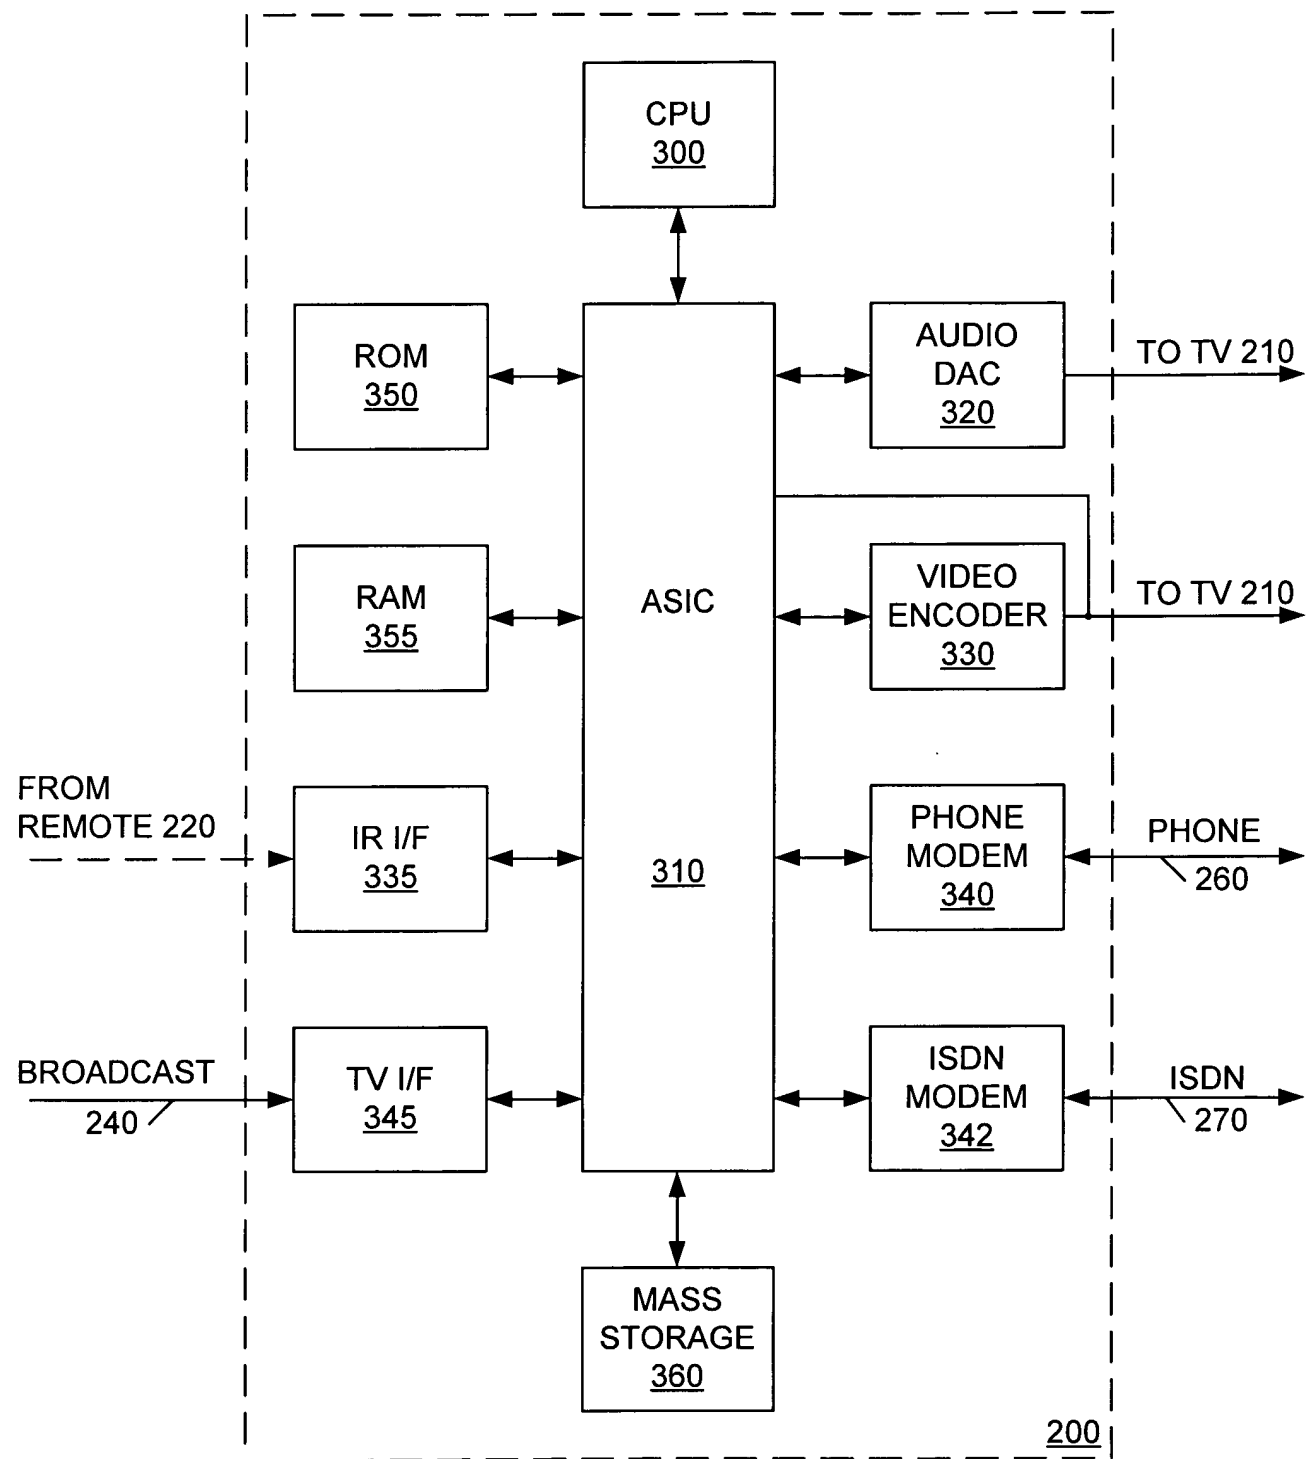 CPU
300
ROM
350
AUDIO
DAC
320
TO TV 210
RAM
355
ASIC
310
VIDEO
ENCODER
330
TO TV 210
FROM
REMOTE 220
IR I/F
335
PHONE
MODEM
340
PHONE
260
BROADCAST
240
TV I/F
345
ISDN
MODEM
342
ISDN
270
MASS
STORAGE
360
200